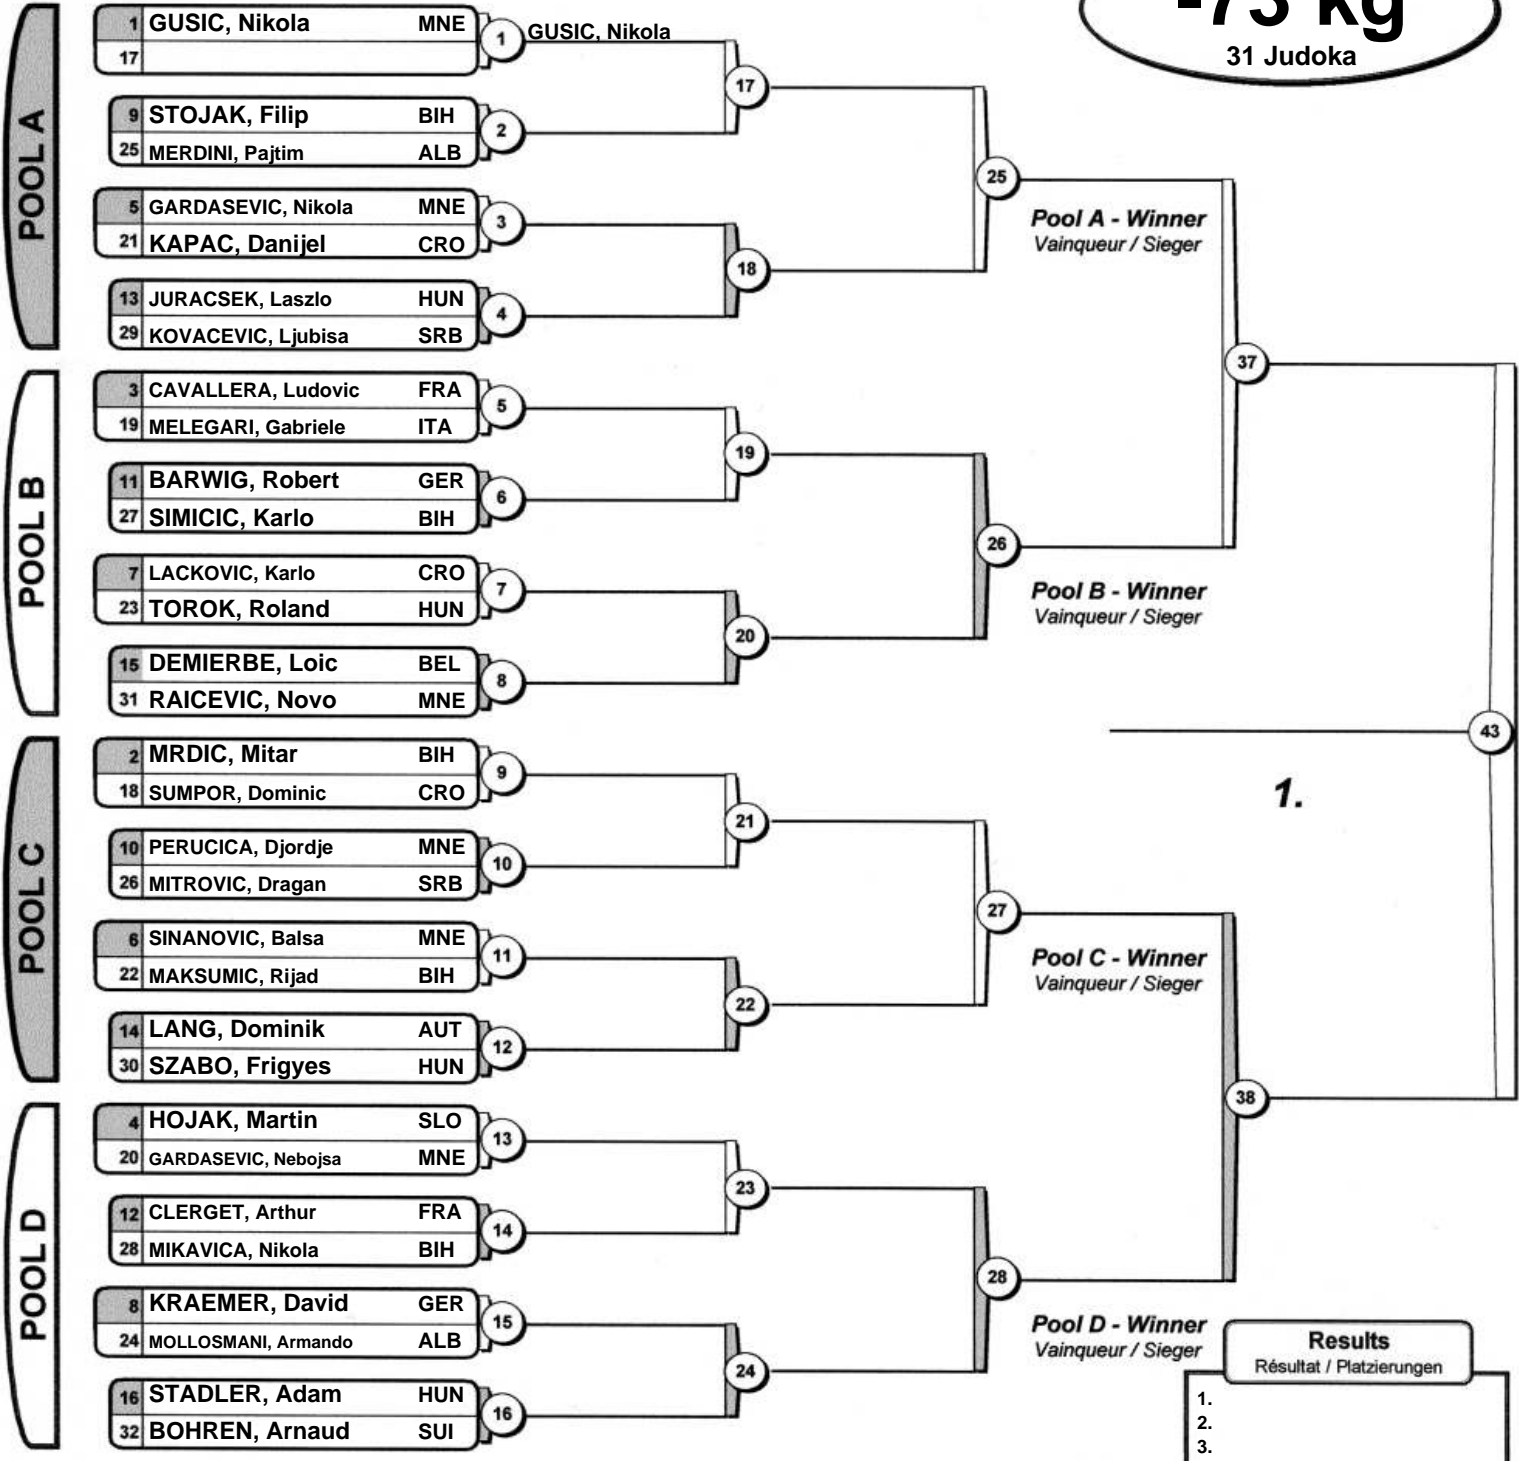 -73 kg
31 Judoka
POOL A
1 GUSIC, Nikola MNE
17
1 GUSIC, Nikola
9 STOJAK, Filip BIH
25 MERDINI, Pajtim ALB
2
17
5 GARDASEVIC, Nikola MNE
21 KAPAC, Danijel CRO
3
13 JURACSEK, Laszlo HUN
29 KOVACEVIC, Ljubisa SRB
4
18
25
Pool A - Winner
Vainqueur / Sieger
POOL B
3 CAVALLERA, Ludovic FRA
19 MELEGARI, Gabriele ITA
5
11 BARWIG, Robert GER
27 SIMICIC, Karlo BIH
6
19
7 LACKOVIC, Karlo CRO
23 TOROK, Roland HUN
7
15 DEMIERBE, Loic BEL
31 RAICEVIC, Novo MNE
8
20
26
Pool B - Winner
Vainqueur / Sieger
37
POOL C
2 MRDIC, Mitar BIH
18 SUMPOR, Dominic CRO
9
10 PERUCICA, Djordje MNE
26 MITROVIC, Dragan SRB
10
21
6 SINANOVIC, Balsa MNE
22 MAKSUMIC, Rijad BIH
11
14 LANG, Dominik AUT
30 SZABO, Frigyes HUN
12
22
27
Pool C - Winner
Vainqueur / Sieger
43
1.
POOL D
4 HOJAK, Martin SLO
20 GARDASEVIC, Nebojsa MNE
13
12 CLERGET, Arthur FRA
28 MIKAVICA, Nikola BIH
14
23
8 KRAEMER, David GER
24 MOLLOSMANI, Armando ALB
15
16 STADLER, Adam HUN
32 BOHREN, Arnaud SUI
16
24
28
Pool D - Winner
Vainqueur / Sieger
38
Results
Résultat / Platzierungen
1.
2.
3.